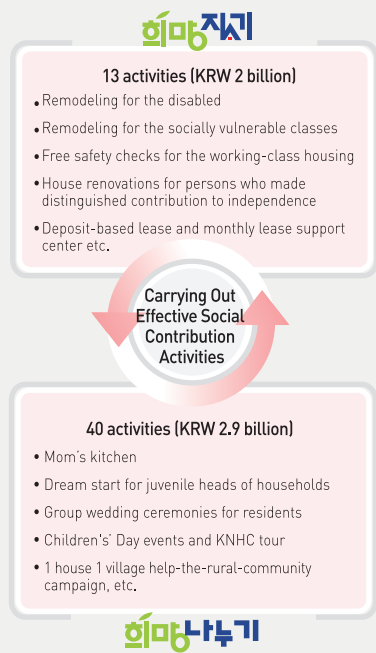 희망지기
13 activities (KRW 2 billion)
• Remodeling for the disabled
• Remodeling for the socially vulnerable classes
• Free safety checks for the working-class housing
• House renovations for persons who made
distinguished contribution to independence
• Deposit-based lease and monthly lease support
center etc.
Carrying Out
Effective Social
Contribution
Activities
40 activities (KRW 2.9 billion)
• Mom's kitchen
• Dream start for juvenile heads of households
• Group wedding ceremonies for residents
• Children's' Day events and KNHC tour
• 1 house 1 village help-the-rural-community
campaign, etc.
희망나누기